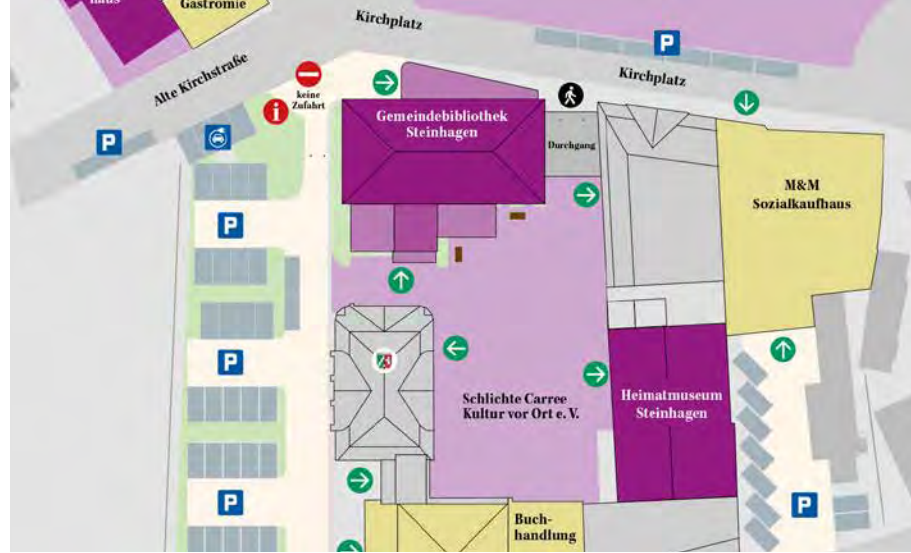 haus
Gastromie
Kirchplatz
P
Kirchplatz
Alte Kirchstraße
keine
Zufahrt
i
P
Gemeindebibliothek
Steinhagen
Durchgang
M&M
Sozialkaufhaus
P
P
Schlichte Carree
Kultur vor Ort e. V.
Heimatmuseum
Steinhagen
P
P
Buch-
handlung